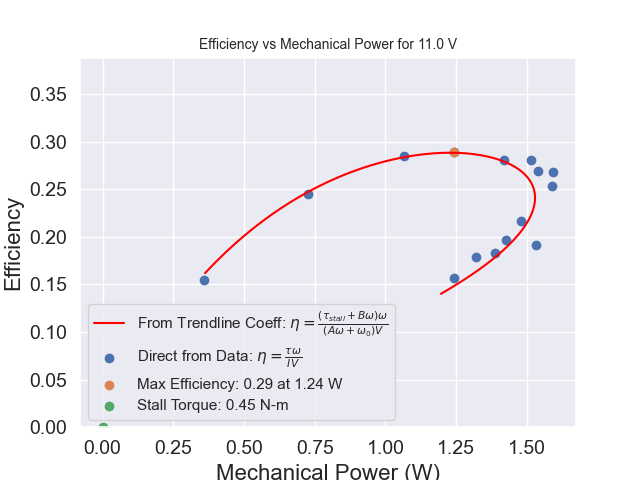 Efficiency vs Mechanical Power for 11.0 V
Efficiency
0.35
0.30
0.25
0.20
0.15
0.10
0.05
0.00
From Trendline Coeff: η = (τ_stall + Bω)ω / (Aω + ω₀)V
Direct from Data: η = τω / IV
Max Efficiency: 0.29 at 1.24 W
Stall Torque: 0.45 N-m
0.00 0.25 0.50 0.75 1.00 1.25 1.50
Mechanical Power (W)